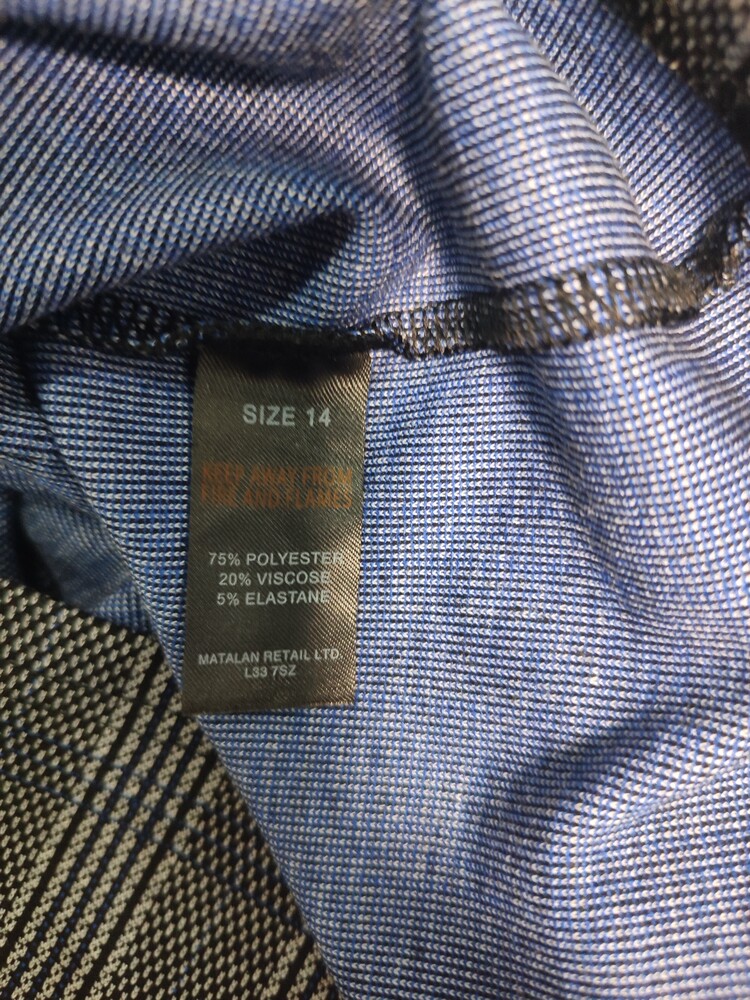 SIZE 14
KEEP AWAY FROM
FIRE AND FLAMES
75% POLYESTER
20% VISCOSE
5% ELASTANE
MATALAN RETAIL LTD.
L33 7SZ